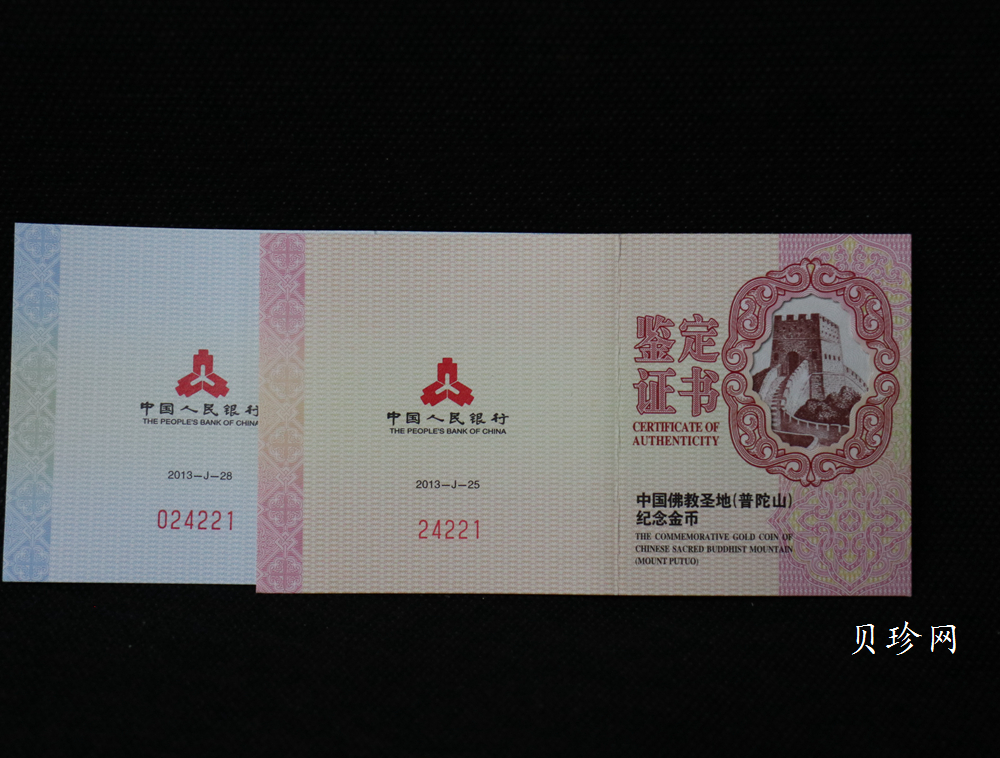 中国人民银行
THE PEOPLE'S BANK OF CHINA
2013-J-28
024221
中国人民银行
THE PEOPLE'S BANK OF CHINA
2013-J-25
24221
鉴定
证书
CERTIFICATE OF
AUTHENTICITY
中国佛教圣地(普陀山)
纪念金币
THE COMMEMORATIVE GOLD COIN OF
CHINESE SACRED BUDDHIST MOUNTAIN
(MOUNT PUTUO)
贝珍网